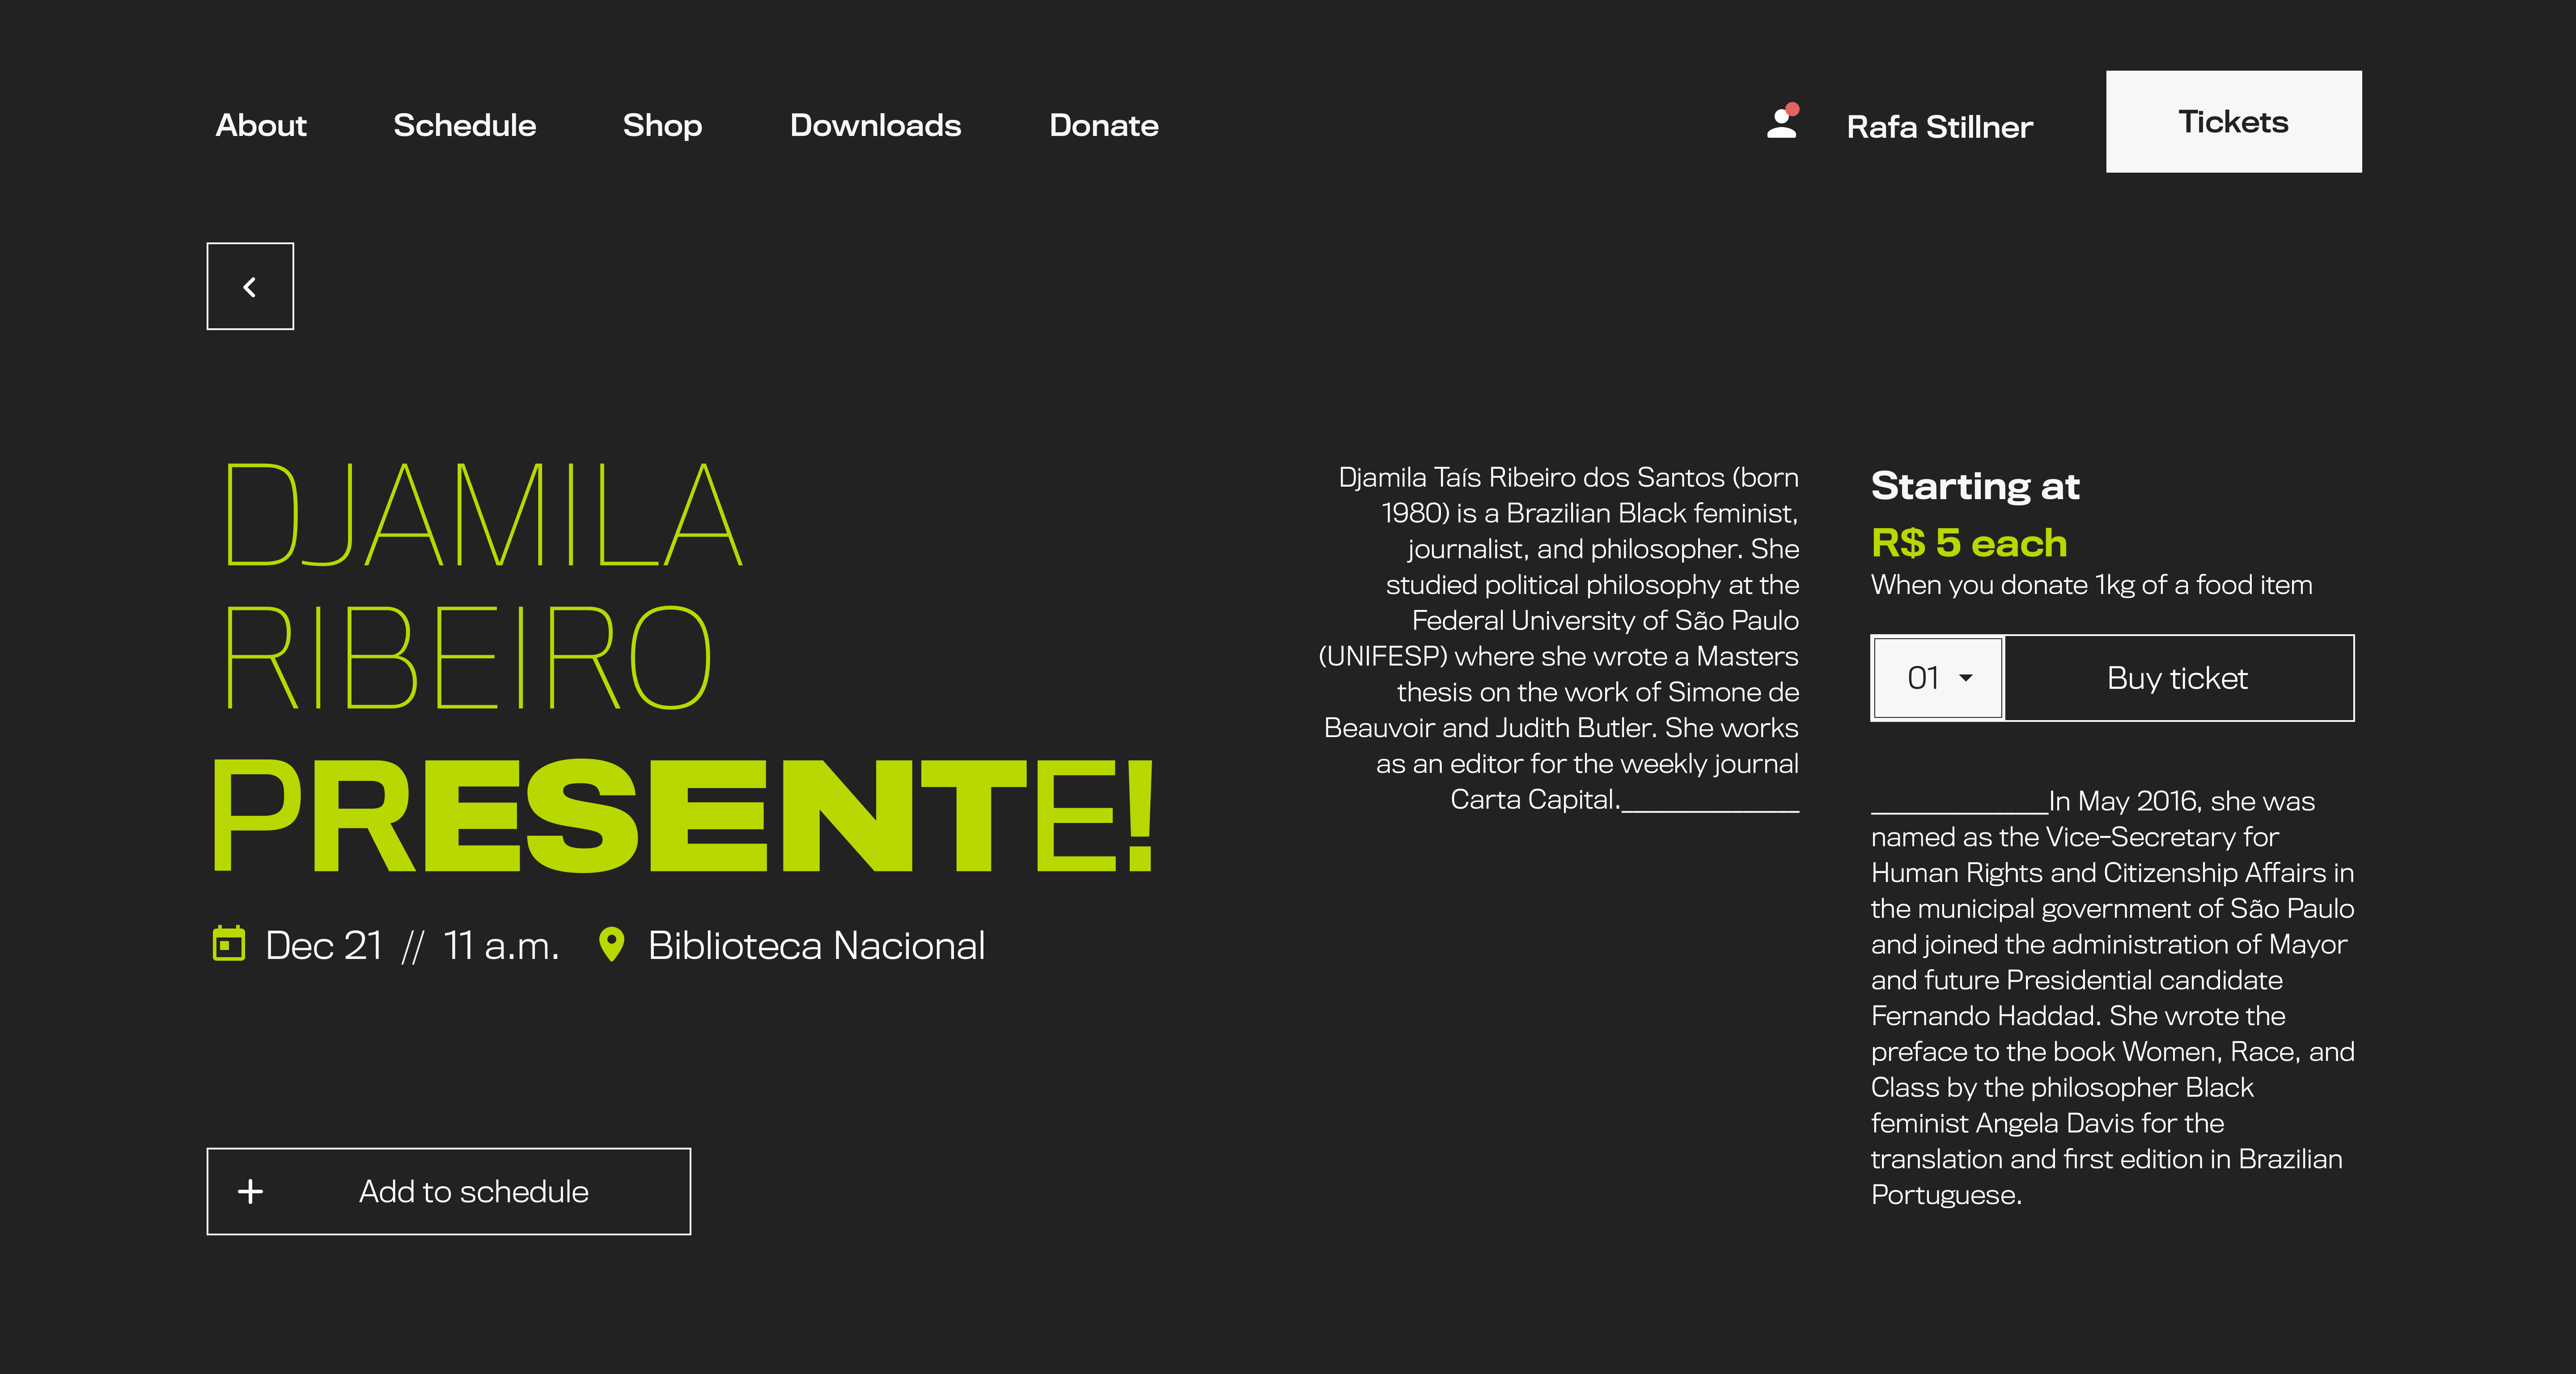 About Schedule Shop Downloads Donate Rafa Stillner Tickets
DJAMILA
RIBEIRO
PRESENTE!
Dec 21 // 11 a.m. Biblioteca Nacional
Add to schedule
Djamila Taís Ribeiro dos Santos (born
1980) is a Brazilian Black feminist,
journalist, and philosopher. She
studied political philosophy at the
Federal University of São Paulo
(UNIFESP) where she wrote a Masters
thesis on the work of Simone de
Beauvoir and Judith Butler. She works
as an editor for the weekly journal
Carta Capital.____________
Starting at
R$ 5 each
When you donate 1kg of a food item
01 Buy ticket
____________In May 2016, she was
named as the Vice-Secretary for
Human Rights and Citizenship Affairs in
the municipal government of São Paulo
and joined the administration of Mayor
and future Presidential candidate
Fernando Haddad. She wrote the
preface to the book Women, Race, and
Class by the philosopher Black
feminist Angela Davis for the
translation and first edition in Brazilian
Portuguese.